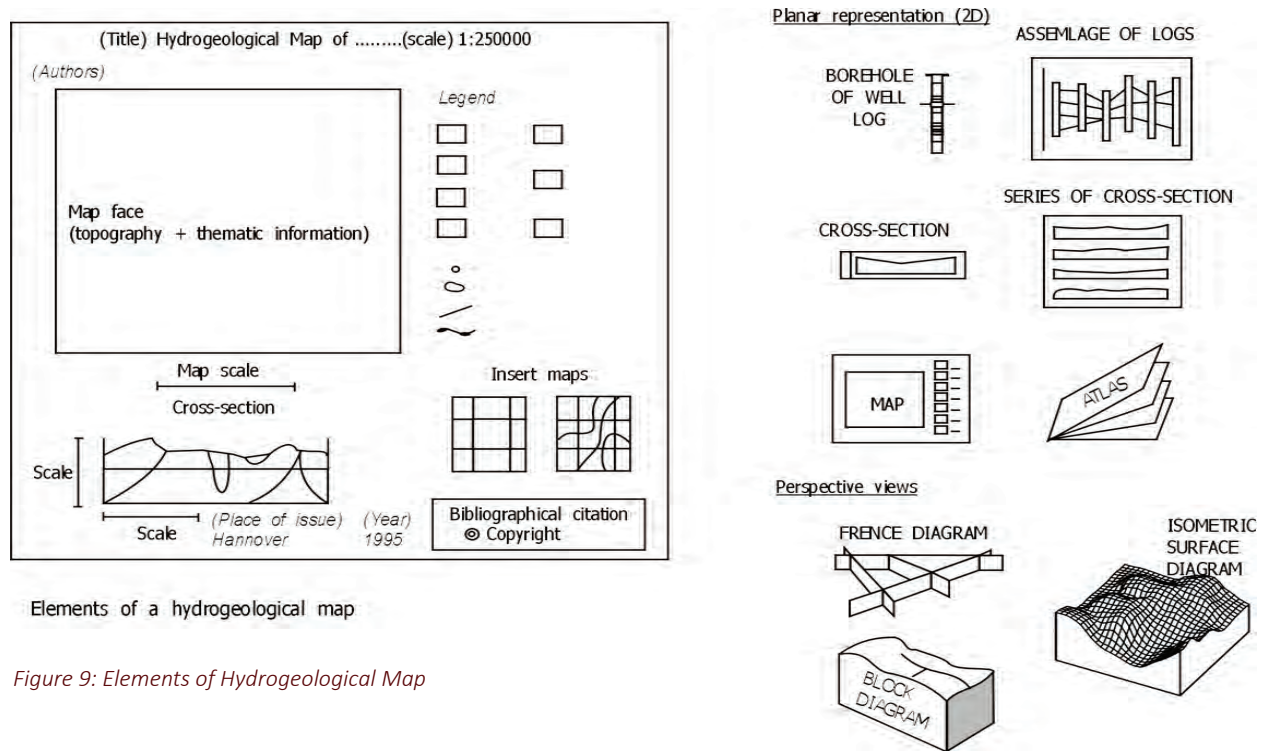 (Title) Hydrogeological Map of .........(scale) 1:250000
(Authors)
Legend
Map face
(topography + thematic information)
Map scale
Cross-section
Insert maps
Scale
Scale
(Place of issue) (Year)
Hannover 1995
Bibliographical citation
© Copyright
Elements of a hydrogeological map
Figure 9: Elements of Hydrogeological Map
Planar representation (2D)
ASSEMLAGE OF LOGS
BOREHOLE
OF WELL
LOG
SERIES OF CROSS-SECTION
CROSS-SECTION
MAP
ATLAS
Perspective views
FRENCE DIAGRAM
ISOMETRIC
SURFACE
DIAGRAM
BLOCK
DIAGRAM